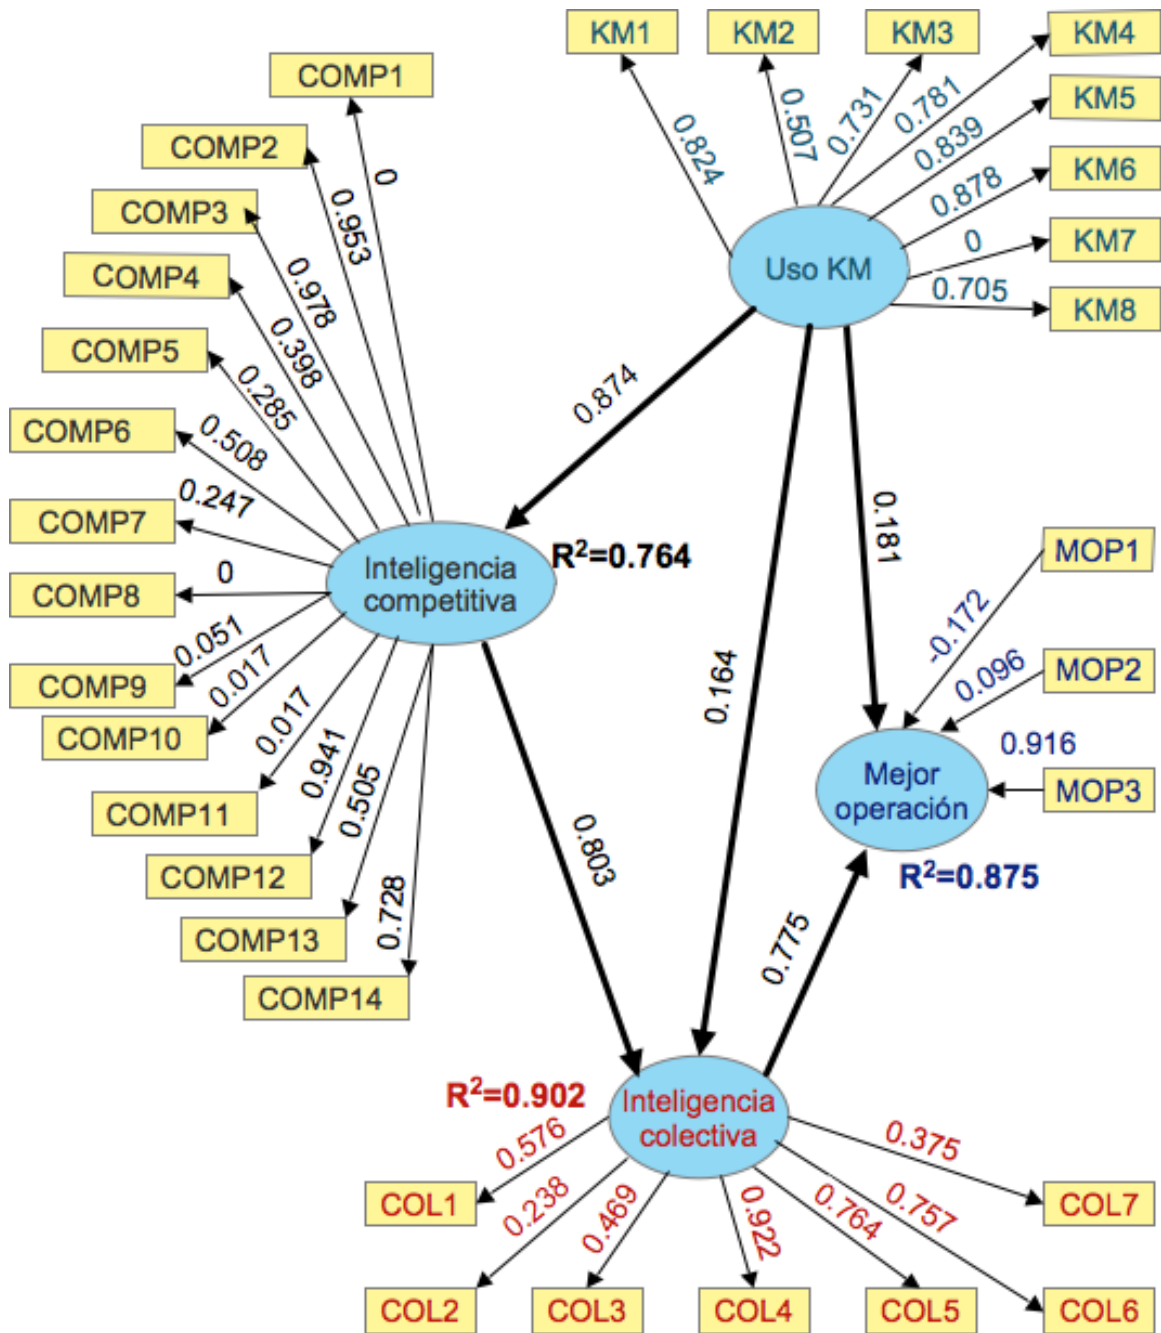 KM1
KM2
KM3
KM4
COMP1
KM5
COMP2
KM6
COMP3
KM7
COMP4
KM8
COMP5
COMP6
COMP7
COMP8
COMP9
COMP10
COMP11
COMP12
COMP13
COMP14
0.824
0.507
0.731
0.781
0.839
0.878
0
0.705
Uso KM
0
0.953
0.978
0.398
0.285
0.508
0.247
0
0.051
0.017
0.017
0.941
0.505
0.728
Inteligencia
competitiva
R²=0.764
0.874
0.181
0.164
0.803
0.775
MOP1
MOP2
MOP3
-0.172
0.096
0.916
Mejor
operación
R²=0.875
R²=0.902
Inteligencia
colectiva
0.576
0.238
0.469
0.922
0.764
0.757
0.375
COL1
COL7
COL2
COL3
COL4
COL5
COL6